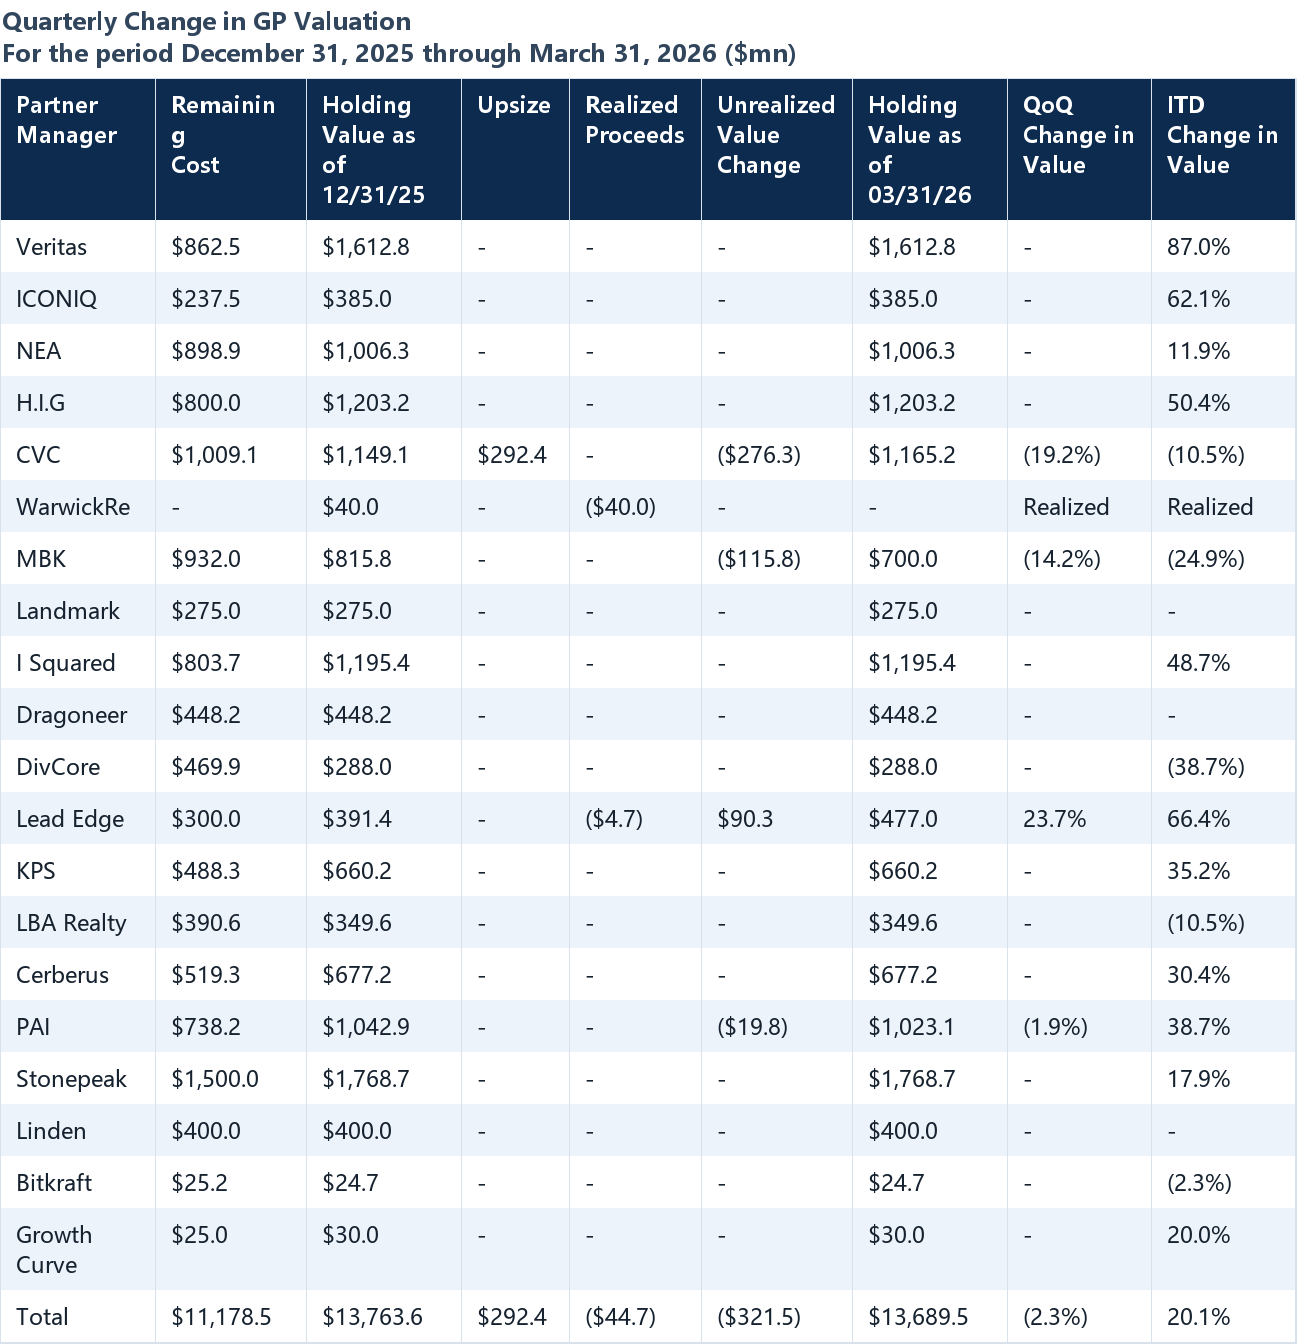 Quarterly Change in GP Valuation
For the period December 31, 2025 through March 31, 2026 ($mn)
Partner Manager | Remaining Cost | Holding Value as of 12/31/25 | Upsize | Realized Proceeds | Unrealized Value Change | Holding Value as of 03/31/26 | QoQ Change in Value | ITD Change in Value
Veritas | $862.5 | $1,612.8 | - | - | - | $1,612.8 | - | 87.0%
ICONIQ | $237.5 | $385.0 | - | - | - | $385.0 | - | 62.1%
NEA | $898.9 | $1,006.3 | - | - | - | $1,006.3 | - | 11.9%
H.I.G | $800.0 | $1,203.2 | - | - | - | $1,203.2 | - | 50.4%
CVC | $1,009.1 | $1,149.1 | $292.4 | - | ($276.3) | $1,165.2 | (19.2%) | (10.5%)
WarwickRe | - | $40.0 | - | ($40.0) | - | - | Realized | Realized
MBK | $932.0 | $815.8 | - | - | ($115.8) | $700.0 | (14.2%) | (24.9%)
Landmark | $275.0 | $275.0 | - | - | - | $275.0 | - | -
I Squared | $803.7 | $1,195.4 | - | - | - | $1,195.4 | - | 48.7%
Dragoneer | $448.2 | $448.2 | - | - | - | $448.2 | - | -
DivCore | $469.9 | $288.0 | - | - | - | $288.0 | - | (38.7%)
Lead Edge | $300.0 | $391.4 | - | ($4.7) | $90.3 | $477.0 | 23.7% | 66.4%
KPS | $488.3 | $660.2 | - | - | - | $660.2 | - | 35.2%
LBA Realty | $390.6 | $349.6 | - | - | - | $349.6 | - | (10.5%)
Cerberus | $519.3 | $677.2 | - | - | - | $677.2 | - | 30.4%
PAI | $738.2 | $1,042.9 | - | - | ($19.8) | $1,023.1 | (1.9%) | 38.7%
Stonepeak | $1,500.0 | $1,768.7 | - | - | - | $1,768.7 | - | 17.9%
Linden | $400.0 | $400.0 | - | - | - | $400.0 | - | -
Bitkraft | $25.2 | $24.7 | - | - | - | $24.7 | - | (2.3%)
Growth Curve | $25.0 | $30.0 | - | - | - | $30.0 | - | 20.0%
Total | $11,178.5 | $13,763.6 | $292.4 | ($44.7) | ($321.5) | $13,689.5 | (2.3%) | 20.1%